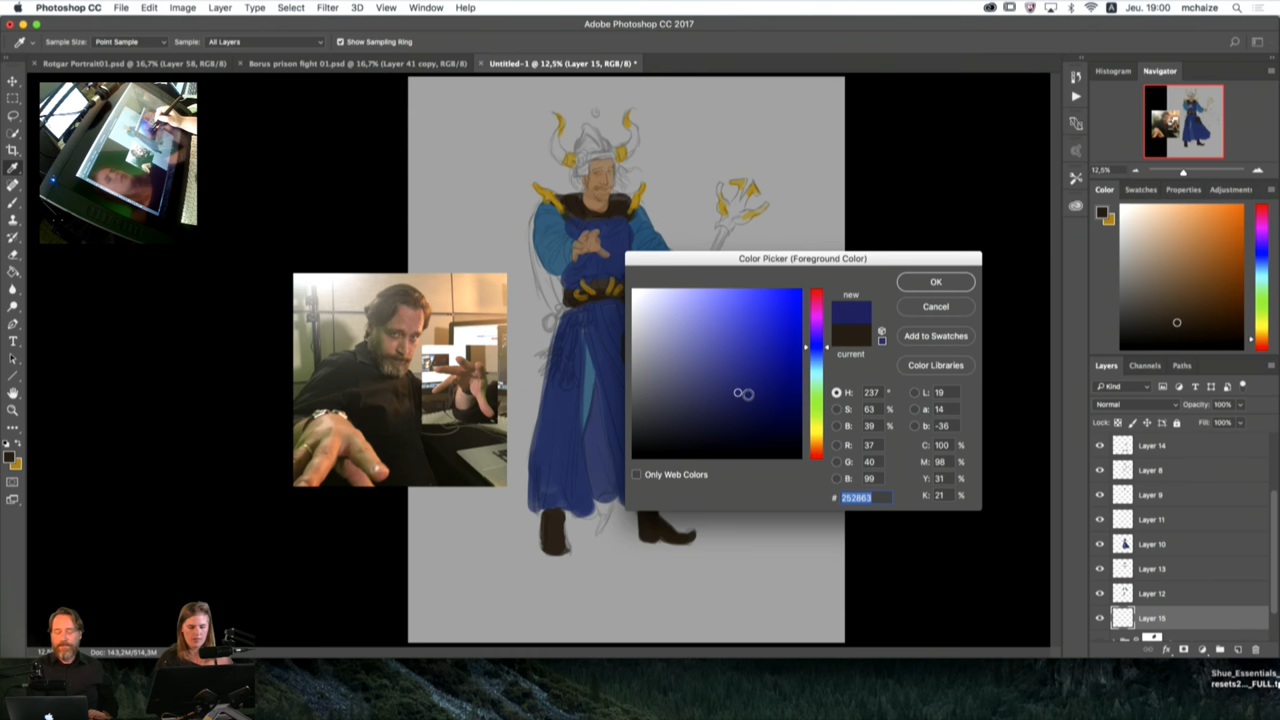 Photoshop CC File Edit Image Layer Type Select Filter 3D View Window Help A Jeu. 19:00 mchaize
Adobe Photoshop CC 2017
Sample Size: Point Sample Sample: All Layers Show Sampling Ring
Rotgar Portrait01.psd @ 16,7% (Layer 58, RGB/8) Borus prison fight 01.psd @ 16,7% (Layer 41 copy, RGB/8) Untitled-1 @ 12,5% (Layer 15, RGB/8) *
Histogram Navigator
12,5%
Color Swatches Properties Adjustments
Color Picker (Foreground Color)
new
current
OK
Cancel
Add to Swatches
Color Libraries
H: 237 ° L: 19
S: 63 % a: 14
B: 39 % b: -36
R: 37 C: 100 %
G: 40 M: 98 %
B: 99 Y: 31 %
# 252863 K: 21 %
Only Web Colors
Layers Channels Paths
Kind
Normal Opacity: 100%
Lock: Fill: 100%
Layer 14
Layer 8
Layer 9
Layer 11
Layer 10
Layer 13
Layer 12
Layer 15
Doc: 143,2M/514,3M
Shue_Essentials_
resets2..._FULL.tp